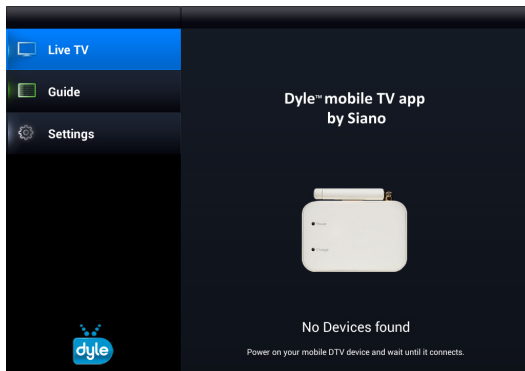 Live TV
Guide
Settings
Dyle™ mobile TV app
by Siano
Power
No Devices found
Power on your mobile DTV device and wait until it connects.
dyle